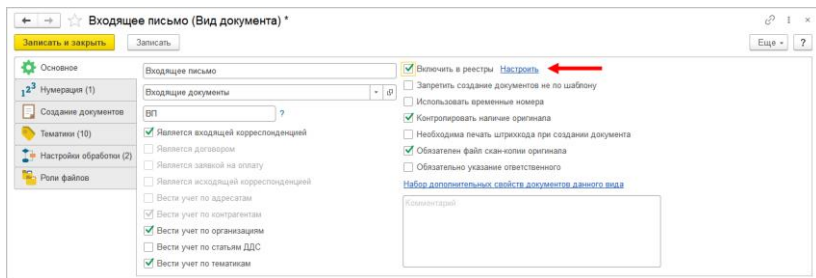 Входящее письмо (Вид документа) *
Записать и закрыть
Записать
Еще
?
Основное
Нумерация (1)
Создание документов
Тематики (10)
Настройки обработки (2)
Роли файлов
Входящее письмо
Входящие документы
ВП
?
Является входящей корреспонденцией
Является договором
Является заявкой на оплату
Является исходящей корреспонденцией
Вести учет по адресатам
Вести учет по контрагентам
Вести учет по организациям
Вести учет по статьям ДДС
Вести учет по тематикам
Включить в реестры Настроить
Запретить создание документов не по шаблону
Использовать временные номера
Контролировать наличие оригинала
Необходима печать штрихкода при создании документа
Обязателен файл скан-копии оригинала
Обязательно указание ответственного
Набор дополнительных свойств документов данного вида
Комментарий